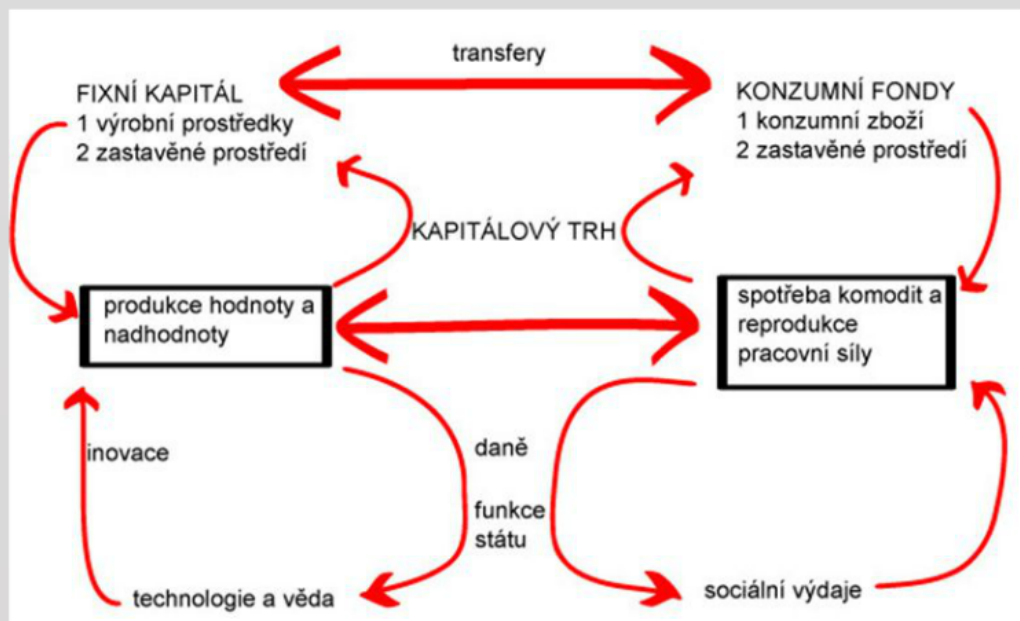 transfery
FIXNÍ KAPITÁL
1 výrobní prostředky
2 zastavěné prostředí
KONZUMNÍ FONDY
1 konzumní zboží
2 zastavěné prostředí
KAPITÁLOVÝ TRH
produkce hodnoty a
nadhodnoty
spotřeba komodit a
reprodukce
pracovní síly
inovace
daně
funkce
státu
technologie a věda
sociální výdaje